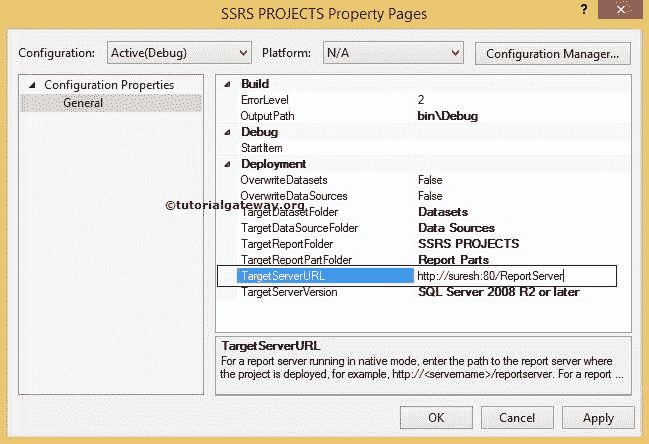 SSRS PROJECTS Property Pages
? x
Configuration: Active(Debug) Platform: N/A Configuration Manager...
Configuration Properties
General
Build
ErrorLevel 2
OutputPath bin\Debug
Debug
StartItem
Deployment
OverwriteDatasets False
OverwriteDataSources False
©tutorialgateway.org
TargetDatasetFolder Datasets
TargetDataSourceFolder Data Sources
TargetReportFolder SSRS PROJECTS
TargetReportPartFolder Report Parts
TargetServerURL http://suresh:80/ReportServer
TargetServerVersion SQL Server 2008 R2 or later
TargetServerURL
For a report server running in native mode, enter the path to the report server where
the project is deployed, for example, http://<servername>/reportserver. For a report ...
OK Cancel Apply